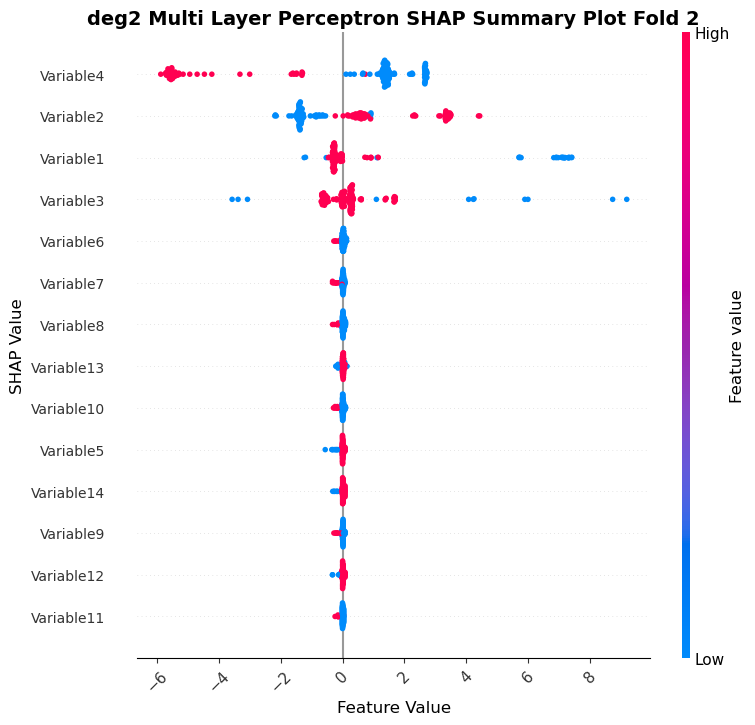 deg2 Multi Layer Perceptron SHAP Summary Plot Fold 2
High
Variable4
Variable2
Variable1
Variable3
Variable6
Variable7
Variable8
Variable13
Variable10
Variable5
Variable14
Variable9
Variable12
Variable11
SHAP Value
Feature value
Low
−6 −4 −2 0 2 4 6 8
Feature Value